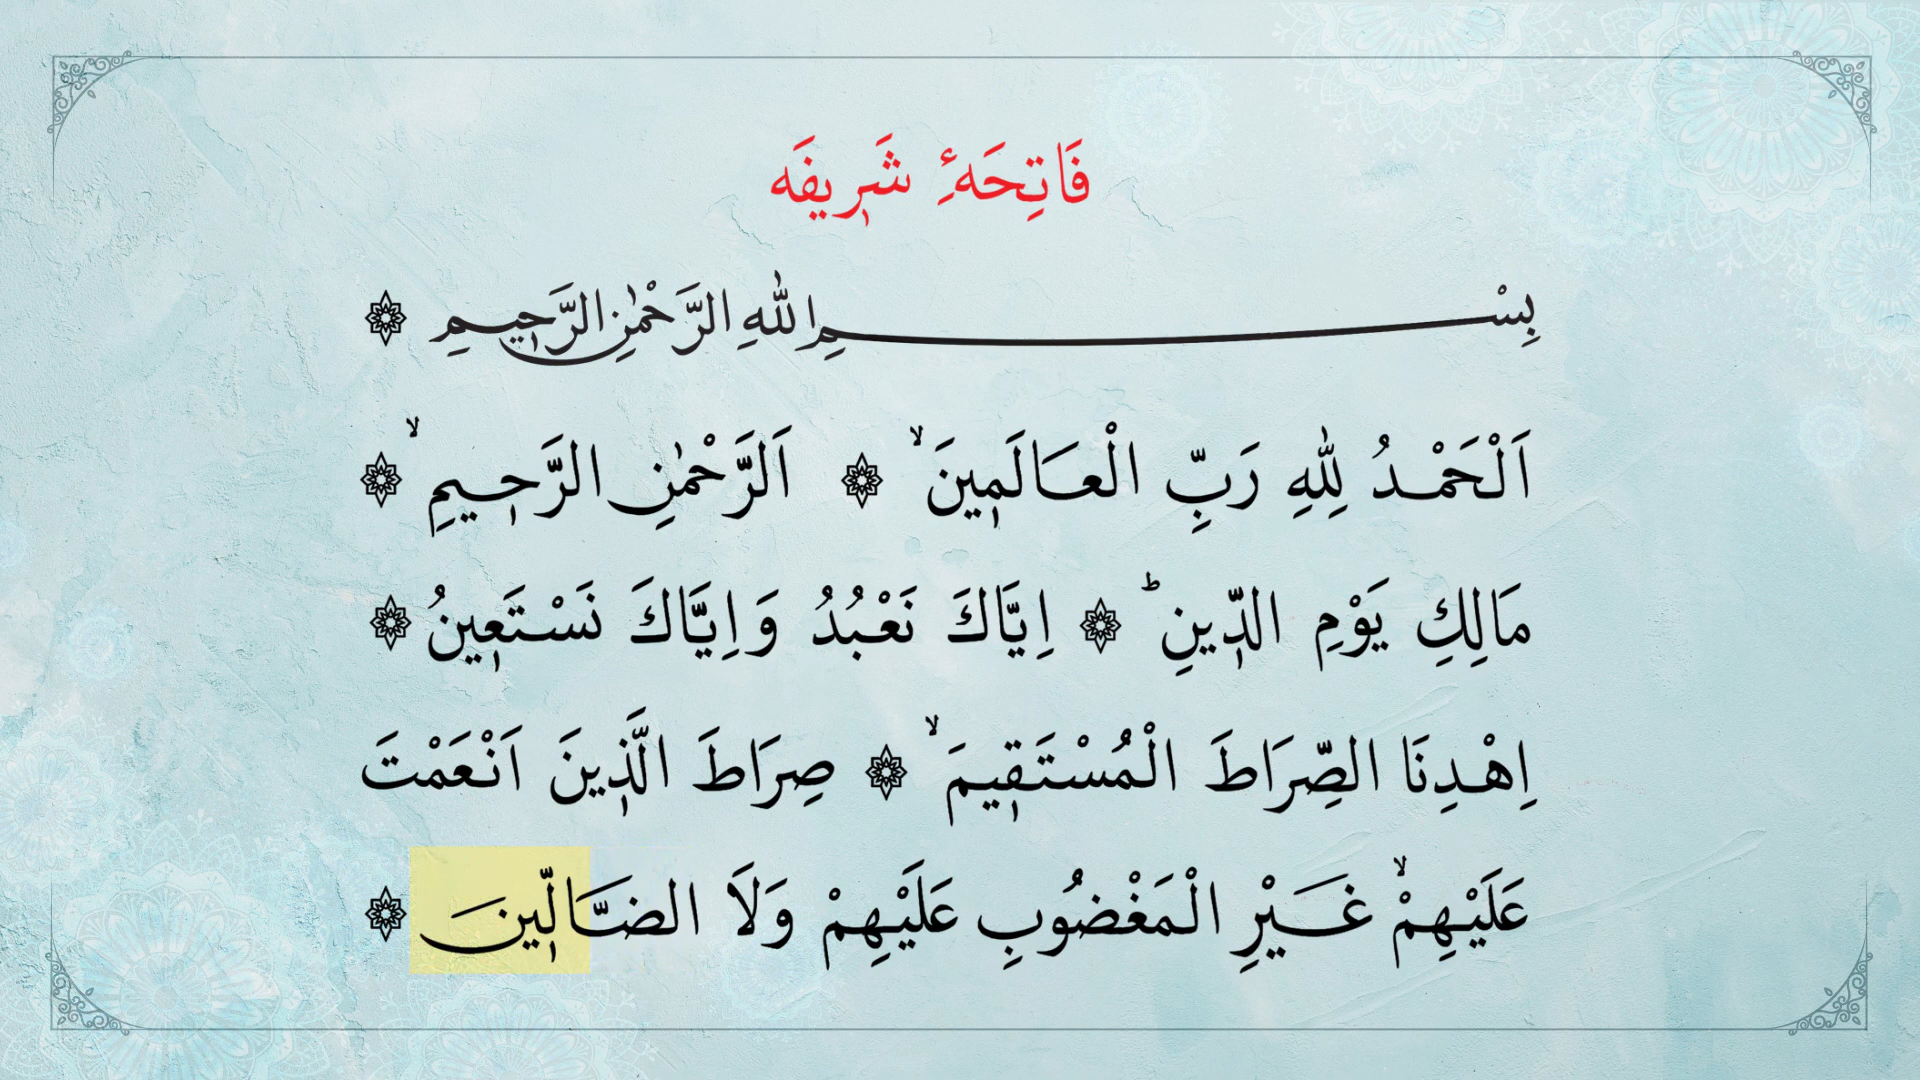 فَاتِحَهٔ شَرٖيفَه
بِسْمِ اللّٰهِ الرَّحْمٰنِ الرَّحٖيمِ ۞
اَلْحَمْدُ لِلّٰهِ رَبِّ الْعَالَمٖينَ ۙ ۞ اَلرَّحْمٰنِ الرَّحٖيمِ ۙ ۞
مَالِكِ يَوْمِ الدّٖينِ ؕ ۞ اِيَّاكَ نَعْبُدُ وَاِيَّاكَ نَسْتَعٖينُ ۞
اِهْدِنَا الصِّرَاطَ الْمُسْتَقٖيمَ ۙ ۞ صِرَاطَ الَّذٖينَ اَنْعَمْتَ
عَلَيْهِمْ ۙ غَيْرِ الْمَغْضُوبِ عَلَيْهِمْ وَلَا الضَّالّٖينَ ۞